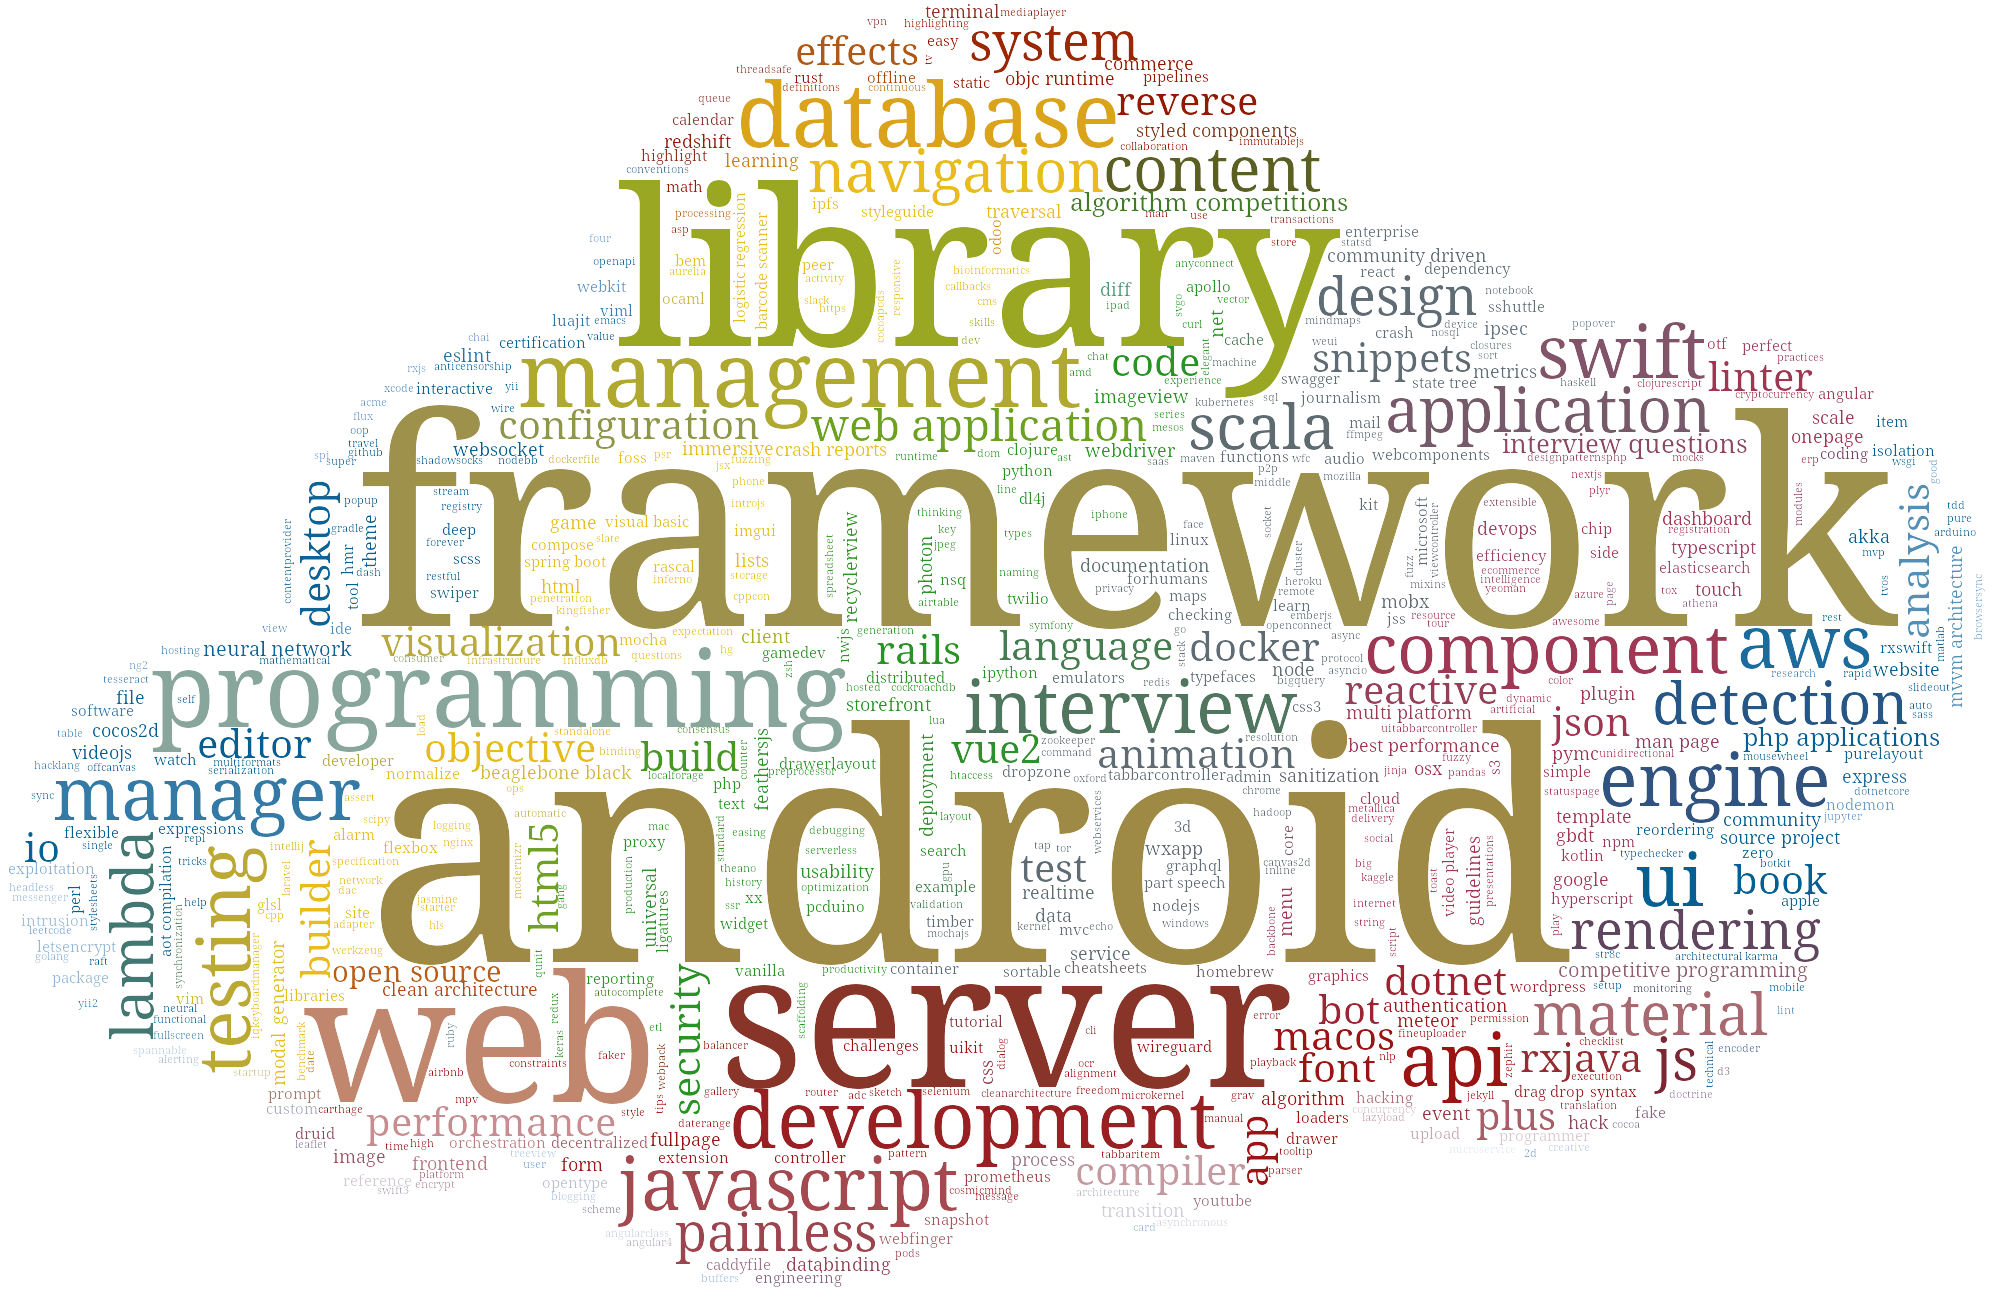 terminal
mediaplayer
vpn
highlighting
easy
system
effects
commerce
threadsafe
rust
offline
static
objc runtime
pipelines
definitions
continuous
database
reverse
queue
calendar
styled components
redshift
immutablejs
collaboration
highlight
learning
navigation
content
conventions
math
algorithm competitions
ipfs
styleguide
traversal
processing
man
use
transactions
asp
library
logistic regression
barcode scanner
odoo
enterprise
statsd
four
store
community driven
openapi
bem
aurelia
peer
activity
bioinformatics
anyconnect
react
dependency
webkit
ocaml
slack
https
cocoapods
responsive
callbacks
cms
skills
dev
diff
ipad
apollo
vector
svgo
curl
net
design
notebook
sshuttle
viml
luajit
emacs
value
mindmaps
device
nosql
ipsec
popover
chai
certification
crash
weui
closures
sort
cache
elegant
machine
swift
otf
perfect
practices
eslint
anticensorship
rxjs
management
chat
amd
code
experience
snippets
metrics
swagger
state tree
haskell
clojurescript
linter
cryptocurrency
angular
xcode
interactive
yii
imageview
kubernetes
sql
journalism
acme
wire
flux
configuration
web application
series
mesos
scala
mail
ffmpeg
application
scale
item
oop
travel
github
websocket
immersive
crash reports
interview questions
onepage
isolation
spi
super
shadowsocks
nodebb
dockerfile
foss
psr
jsx
fuzzing
runtime
dom
clojure
ast
webdriver
saas
maven
functions
wfc
audio
webcomponents
designpatternsphp
mocks
erp
coding
wsgi
good
framework
python
p2p
middle
mozilla
nextjs
phone
introjs
line
dl4j
plyr
modules
desktop
popup
stream
registry
thinking
key
jpeg
iphone
socket
kit
microsoft
viewcontroller
extensible
tdd
pure
arduino
contentprovider
gradle
theme
deep
forever
game
visual basic
slate
imgui
recyclerview
spreadsheet
photon
types
face
linux
devops
chip
dashboard
registration
analysis
akka
mvp
hmr
tool
dash
scss
compose
spring boot
lists
storage
rascal
inferno
documentation
cluster
fuzz
efficiency
side
typescript
ecommerce
intelligence
yeoman
elasticsearch
restful
swiper
html
penetration
kingfisher
cppcon
nsq
airtable
naming
forhumans
privacy
maps
heroku
remote
mixins
azure
page
tox
athena
touch
tvos
browsersync
mvvm architecture
twilio
symfony
checking
learn
emberjs
openconnect
mobx
jss
resource
tour
awesome
rest
view
ide
visualization
mocha
questions
expectation
hg
client
gamedev
generation
nwjs
zsh
rails
language
go
stack
docker
async
protocol
asyncio
component
aws
rxswift
matlab
website
hosting
neural network
mathematical
consumer
infrastructure
influxdb
ng2
tesseract
file
self
programming
distributed
ipython
emulators
redis
typefaces
node
bigquery
color
research
rapid
slideout
software
hosted
cockroachdb
storefront
interview
css3
reactive
dynamic
artificial
plugin
detection
auto
sass
table
cocos2d
editor
load
standalone
consensus
lua
multi platform
uitabbarcontroller
json
videojs
watch
multiformats
serialization
developer
objective
binding
build
localforage
counter
feathersjs
drawerlayout
preprocessor
deployment
vue2
zookeeper
command
animation
resolution
best performance
fuzzy
pymc
unidirectional
man page
php applications
mousewheel
purelayout
hacklang
offcanvas
normalize
beaglebone black
ops
php
htaccess
dropzone
oxford
tabbarcontroller
admin
chrome
sanitization
jinja
osx
pandas
s3
simple
statuspage
engine
express
dotnetcore
sync
manager
assert
scipy
android
automatic
text
mac
standard
easing
debugging
layout
webservices
hadoop
cloud
metallica
delivery
template
community
nodemon
jupyter
io
flexible
single
expressions
repl
intellij
alarm
flexbox
logging
nginx
modernizr
html5
proxy
theano
serverless
search
tap
tor
3d
wxapp
core
social
gbdt
npm
reordering
source project
exploitation
lambda
tricks
testing
laravel
specification
network
dac
history
usability
optimization
gpu
example
test
realtime
graphql
part speech
canvas2d
inline
big
kaggle
toast
video player
guidelines
presentations
kotlin
typechecker
zero
botkit
headless
messenger
perl
stylesheets
help
builder
jasmine
starter
gang
production
universal
ligatures
xx
ssr
pcduino
validation
nodejs
menu
internet
google
hyperscript
ui
book
apple
intrusion
leetcode
aot compilation
synchronization
glsl
cpp
site
adapter
hls
widget
timber
mochajs
data
kernel
mvc
echo
windows
backbone
string
script
play
rendering
letsencrypt
golang
raft
iqkeyboardmanager
modal generator
werkzeug
qunit
service
str8c
architectural karma
package
open source
reporting
vanilla
productivity
container
sortable
cheatsheets
homebrew
graphics
dotnet
competitive programming
yii2
vim
libraries
clean architecture
autocomplete
security
scaffolding
wordpress
setup
monitoring
mobile
neural
functional
fullscreen
benchmark
date
web
redux
keras
etl
server
tutorial
cli
error
bot
authentication
meteor
permission
material
lint
spannable
alerting
startup
ruby
airbnb
constraints
faker
balancer
challenges
uikit
dialog
wireguard
macos
fineuploader
checklist
encoder
technical
prompt
tips
webpack
gallery
css
ocr
alignment
playback
font
nlp
api
zephir
rxjava
execution
js
d3
doctrine
custom
carthage
mpv
style
daterange
router
adc
sketch
selenium
cleanarchitecture
freedom
microkernel
grav
algorithm
hacking
concurrency
lazyload
jekyll
drag drop
syntax
translation
performance
development
manual
loaders
event
plus
hack
cocoa
fake
druid
leaflet
time
high
orchestration
decentralized
fullpage
drawer
tooltip
upload
programmer
creative
image
frontend
treeview
user
form
extension
controller
pattern
process
tabbaritem
app
parser
microservice
2d
reference
swift3
platform
encrypt
opentype
blogging
scheme
javascript
cosmicmind
message
prometheus
compiler
architecture
transition
youtube
card
asynchronous
snapshot
angularclass
angular4
painless
webfinger
pods
caddyfile
databinding
buffers
engineering